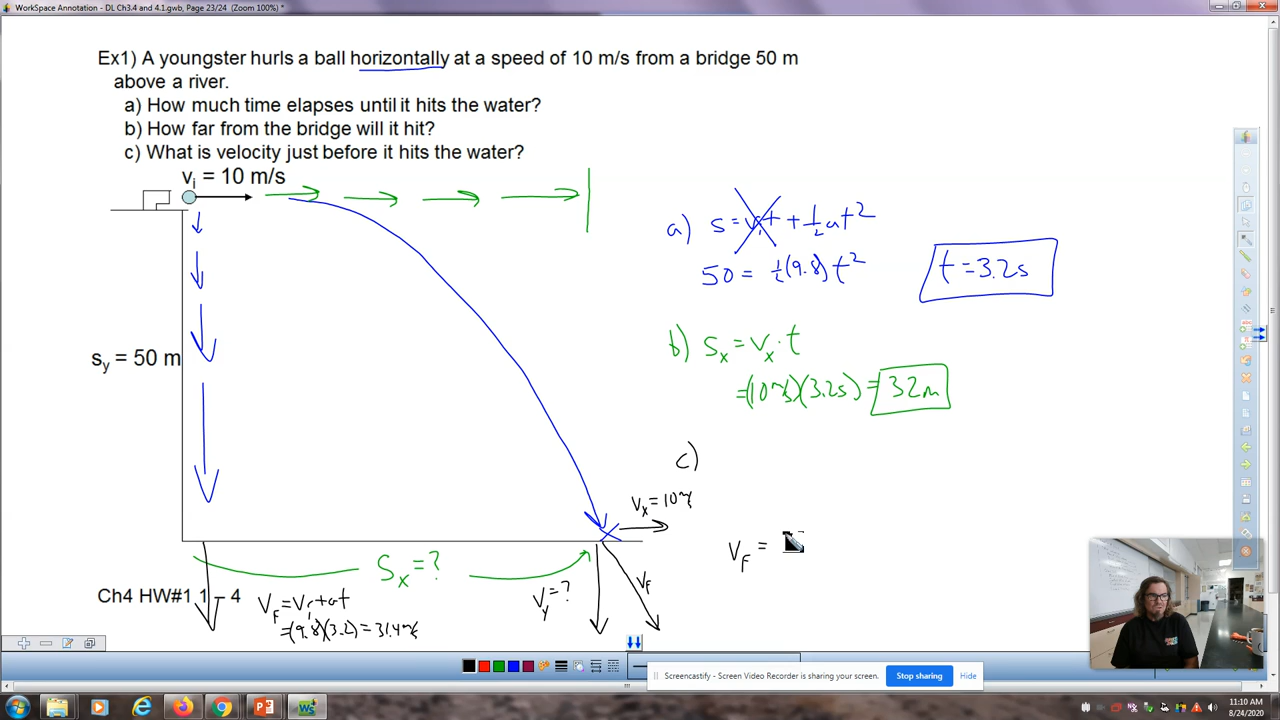 WorkSpace Annotation - DL Ch3.4 and 4.1.gwb, Page 23/24 (Zoom 100%) *
Ex1) A youngster hurls a ball horizontally at a speed of 10 m/s from a bridge 50 m
above a river.
a) How much time elapses until it hits the water?
b) How far from the bridge will it hit?
c) What is velocity just before it hits the water?
vi = 10 m/s
a) s = vit + ½at²
50 = ½(9.8)t²
t = 3.2s
b) Sx = Vx · t
= (10 m/s)(3.2s) = 32m
sy = 50 m
c)
Vx = 10 m/s
VF =
Sx = ?
Vy = ?
VF
Ch4 HW#1 1 – 4
VF = Vi + at
= (9.8)(3.2) = 31.4 m/s
Screencastify - Screen Video Recorder is sharing your screen.
Stop sharing
Hide
11:10 AM
8/24/2020